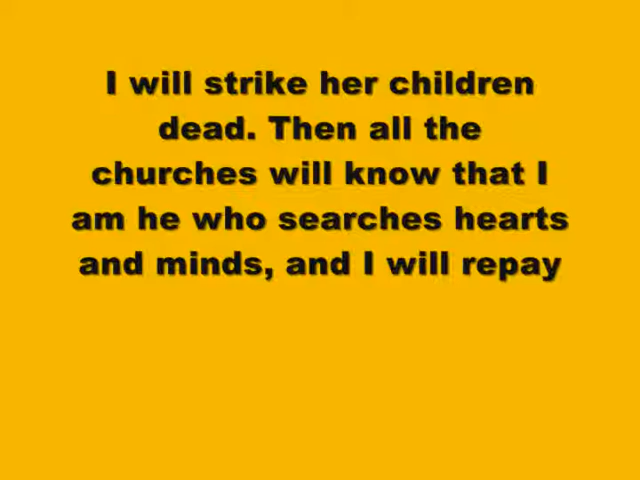 I will strike her children
dead. Then all the
churches will know that I
am he who searches hearts
and minds, and I will repay